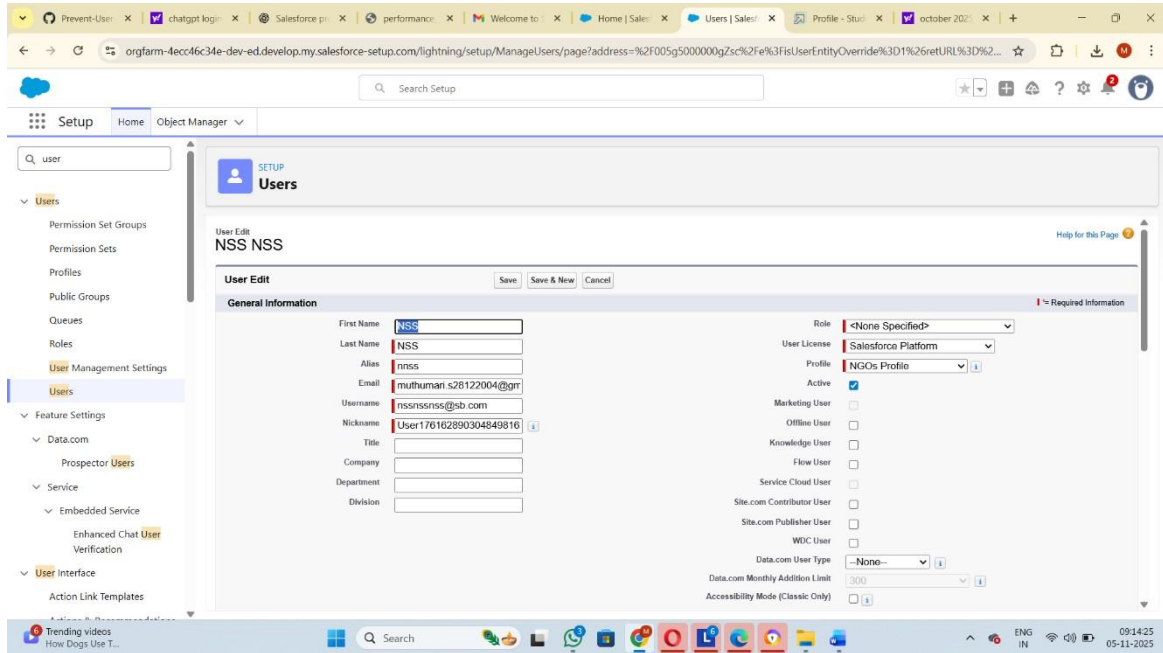 Prevent-User
chatgpt login
Salesforce pr
performance_
Welcome to
Home | Sales
Users | Salesf
Profile - Stud
october 202
orgfarm-4ecc46c34e-dev-ed.develop.my.salesforce-setup.com/lightning/setup/ManageUsers/page?address=%2F005g5000000gZsc%2Fe%3FisUserEntityOverride%3D1%26retURL%3D%2...
M
Search Setup
2
Setup Home Object Manager
user
Users
Permission Set Groups
Permission Sets
Profiles
Public Groups
Queues
Roles
User Management Settings
Users
Feature Settings
Data.com
Prospector Users
Service
Embedded Service
Enhanced Chat User
Verification
User Interface
Action Link Templates
SETUP
Users
User Edit
NSS NSS
Help for this Page
User Edit Save Save & New Cancel
General Information = Required Information
First Name NSS
Last Name NSS
Alias nnss
Email muthumari.s28122004@gm
Username nssnssnss@sb.com
Nickname User176162890304849816
Title
Company
Department
Division
Role <None Specified>
User License Salesforce Platform
Profile NGOs Profile
Active
Marketing User
Offline User
Knowledge User
Flow User
Service Cloud User
Site.com Contributor User
Site.com Publisher User
WDC User
Data.com User Type --None--
Data.com Monthly Addition Limit 300
Accessibility Mode (Classic Only)
6 Trending videos
How Dogs Use T...
Search
3
ENG
IN
09:14:25
05-11-2025